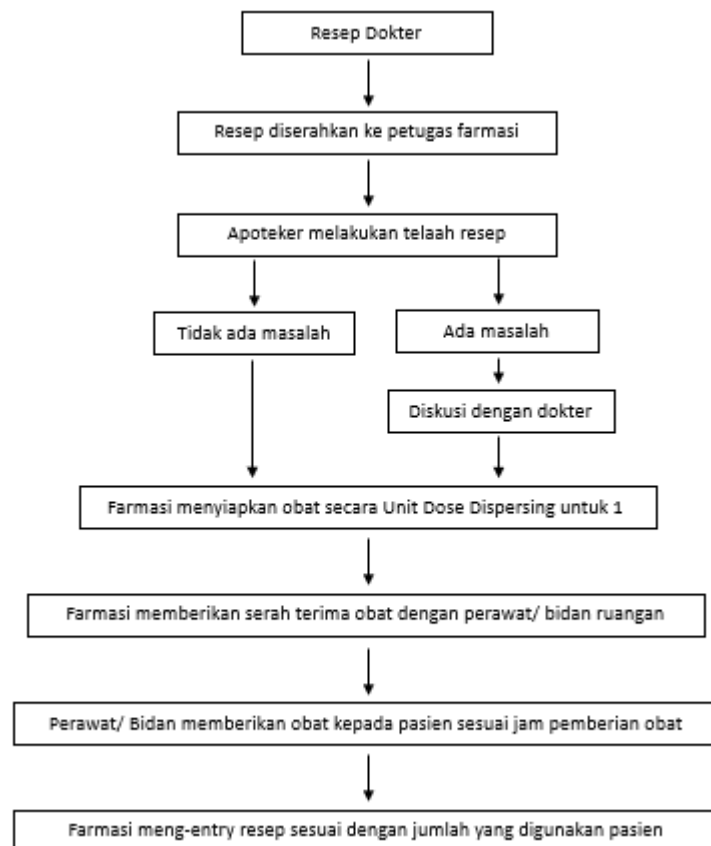 Resep Dokter
Resep diserahkan ke petugas farmasi
Apoteker melakukan telaah resep
Tidak ada masalah
Ada masalah
Diskusi dengan dokter
Farmasi menyiapkan obat secara Unit Dose Dispersing untuk 1
Farmasi memberikan serah terima obat dengan perawat/ bidan ruangan
Perawat/ Bidan memberikan obat kepada pasien sesuai jam pemberian obat
Farmasi meng-entry resep sesuai dengan jumlah yang digunakan pasien